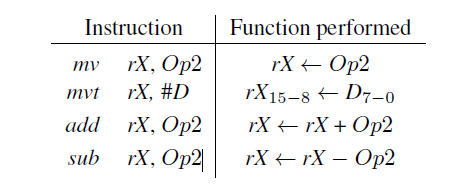 Instruction Function performed
mv rX, Op2 rX ← Op2
mvt rX, #D rX15−8 ← D7−0
add rX, Op2 rX ← rX + Op2
sub rX, Op2 rX ← rX − Op2